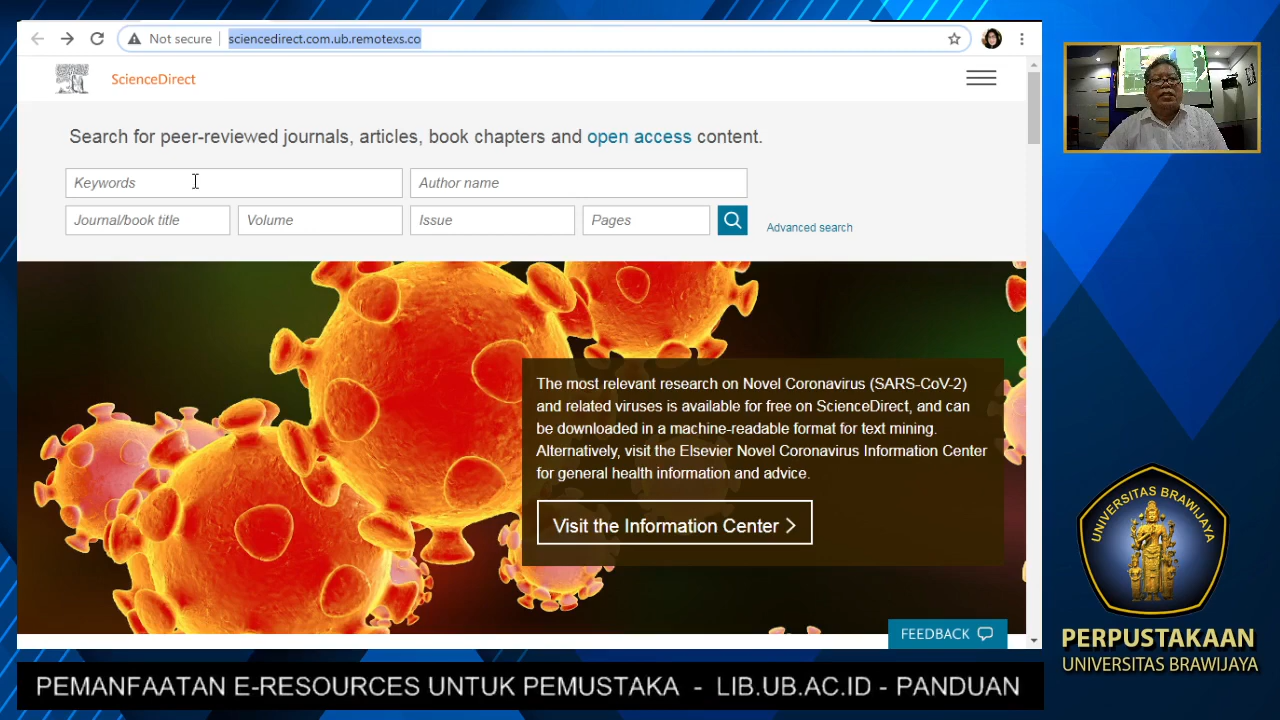 Not secure
sciencedirect.com.ub.remotexs.co
ScienceDirect
Search for peer-reviewed journals, articles, book chapters and open access content.
Keywords
Author name
Journal/book title
Volume
Issue
Pages
Advanced search
The most relevant research on Novel Coronavirus (SARS-CoV-2)
and related viruses is available for free on ScienceDirect, and can
be downloaded in a machine-readable format for text mining.
Alternatively, visit the Elsevier Novel Coronavirus Information Center
for general health information and advice.
Visit the Information Center >
FEEDBACK
UNIVERSITAS BRAWIJAYA
PERPUSTAKAAN
UNIVERSITAS BRAWIJAYA
PEMANFAATAN E-RESOURCES UNTUK PEMUSTAKA - LIB.UB.AC.ID - PANDUAN